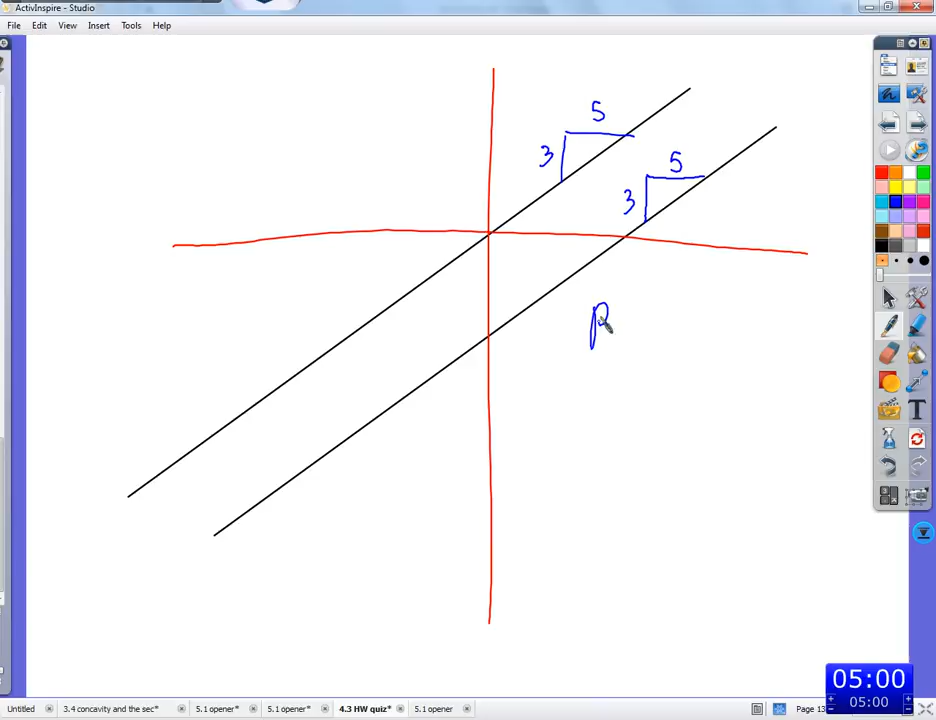 ActivInspire - Studio
File Edit View Insert Tools Help
5
3
5
3
05:00
05:00
Untitled 3.4 concavity and the sec* 5.1 opener* 5.1 opener* 4.3 HW quiz* 5.1 opener Page 13